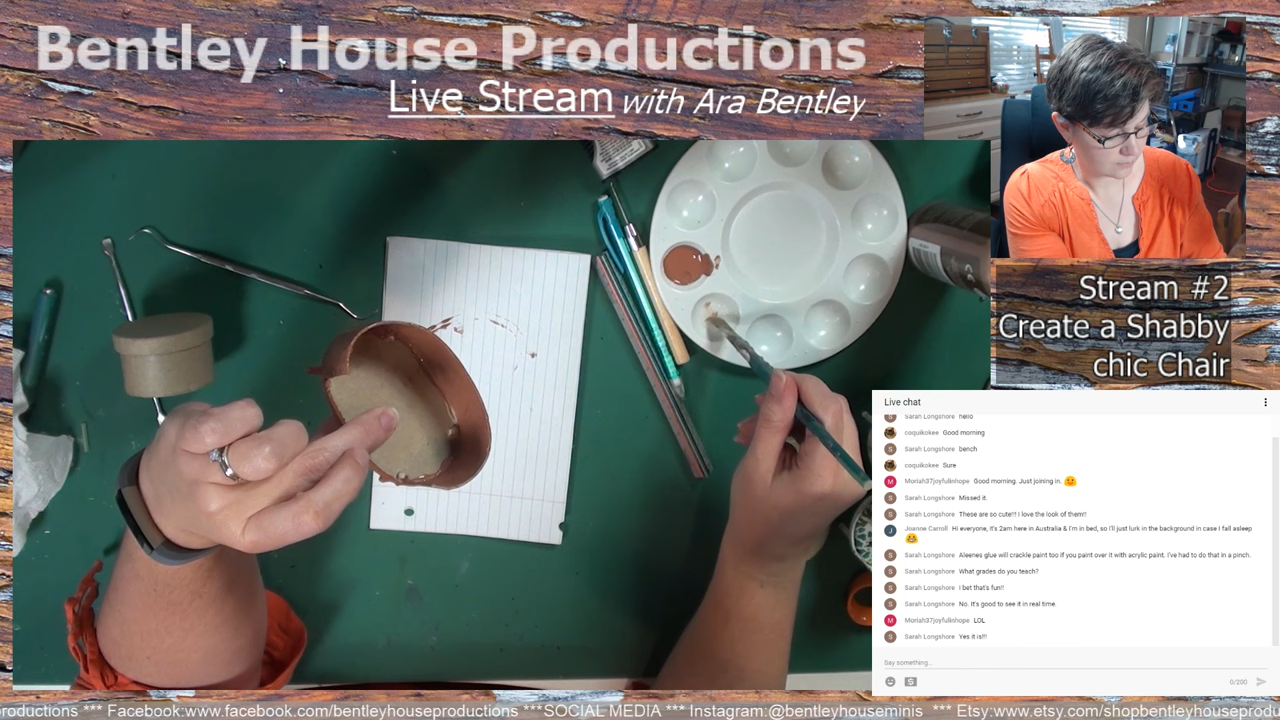 Bentley House Productions
Live Stream with Ara Bentley
Stream #2
Create a Shabby
chic Chair
Live chat
Sarah Longshore hello
coquikokee Good morning
Sarah Longshore bench
coquikokee Sure
M Moriah37joyfulinhope Good morning. Just joining in.
S Sarah Longshore Missed it.
S Sarah Longshore These are so cute!!! I love the look of them!!
J Joanne Carroll Hi everyone, it's 2am here in Australia & I'm in bed, so I'll just lurk in the background in case I fall asleep
S Sarah Longshore Aleenes glue will crackle paint too if you paint over it with acrylic paint. I've had to do that in a pinch.
S Sarah Longshore What grades do you teach?
S Sarah Longshore I bet that's fun!!
S Sarah Longshore No. It's good to see it in real time.
M Moriah37joyfulinhope LOL
S Sarah Longshore Yes it is!!!
Say something...
0/200
roductions *** Facebook:www.facebook.com/bentleyhouseproductions ***SOCIAL MEDIA *** Instagram:@bentleyhouseminis *** Etsy:www.etsy.com/shopbentleyhouseprodu